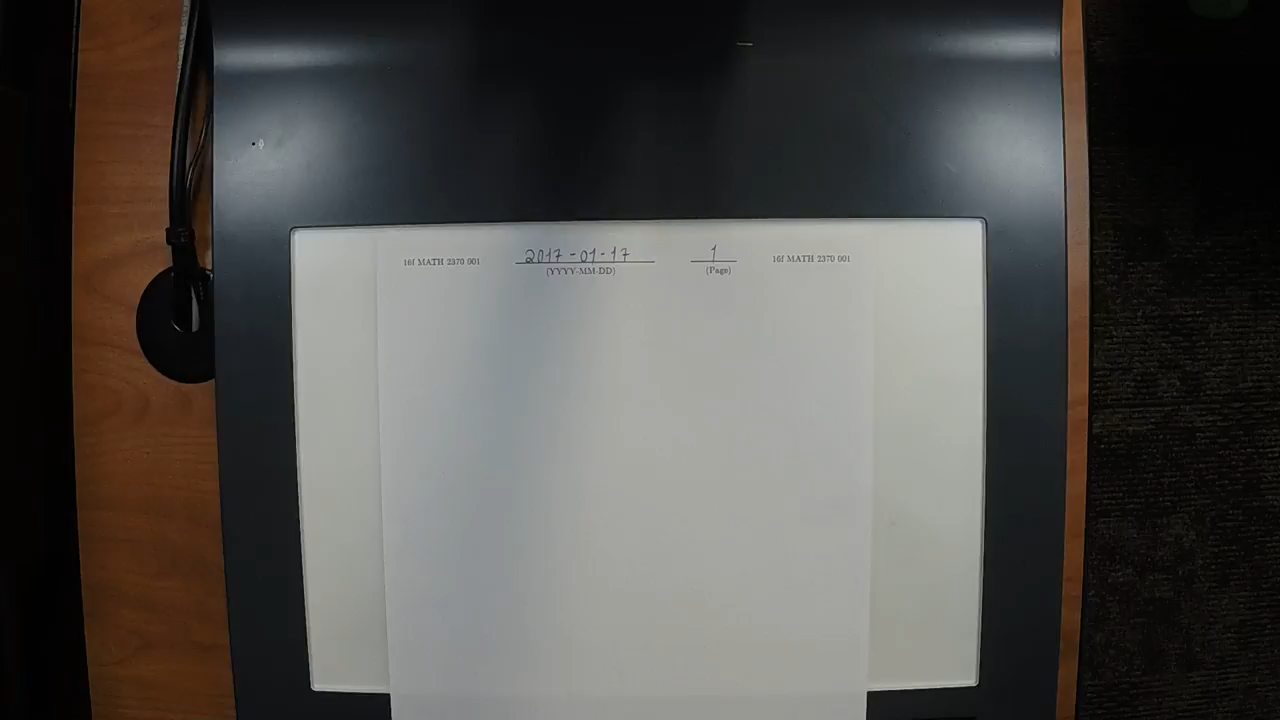 16f MATH 2370 001 2017-01-17 1 16f MATH 2370 001
(YYYY-MM-DD) (Page)